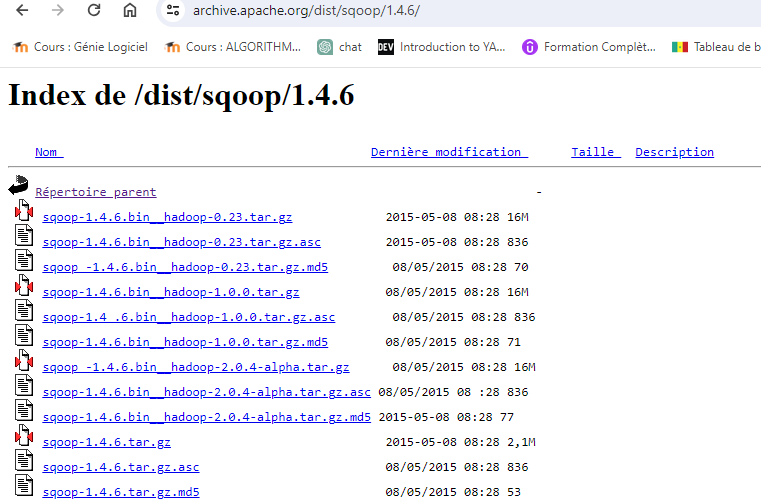 archive.apache.org/dist/sqoop/1.4.6/
Cours : Génie Logiciel Cours : ALGORITHM... chat DEV Introduction to YA... Formation Complèt... Tableau de b
Index de /dist/sqoop/1.4.6
Nom Dernière modification Taille Description
Répertoire parent -
sqoop-1.4.6.bin__hadoop-0.23.tar.gz 2015-05-08 08:28 16M
sqoop-1.4.6.bin__hadoop-0.23.tar.gz.asc 2015-05-08 08:28 836
sqoop -1.4.6.bin__hadoop-0.23.tar.gz.md5 08/05/2015 08:28 70
sqoop-1.4.6.bin__hadoop-1.0.0.tar.gz 08/05/2015 08:28 16M
sqoop-1.4 .6.bin__hadoop-1.0.0.tar.gz.asc 08/05/2015 08:28 836
sqoop-1.4.6.bin__hadoop-1.0.0.tar.gz.md5 08/05/2015 08:28 71
sqoop -1.4.6.bin__hadoop-2.0.4-alpha.tar.gz 08/05/2015 08:28 16M
sqoop-1.4.6.bin__hadoop-2.0.4-alpha.tar.gz.asc 08/05/2015 08 :28 836
sqoop-1.4.6.bin__hadoop-2.0.4-alpha.tar.gz.md5 2015-05-08 08:28 77
sqoop-1.4.6.tar.gz 2015-05-08 08:28 2,1M
sqoop-1.4.6.tar.gz.asc 08/05/2015 08:28 836
sqoop-1.4.6.tar.gz.md5 08/05/2015 08:28 53